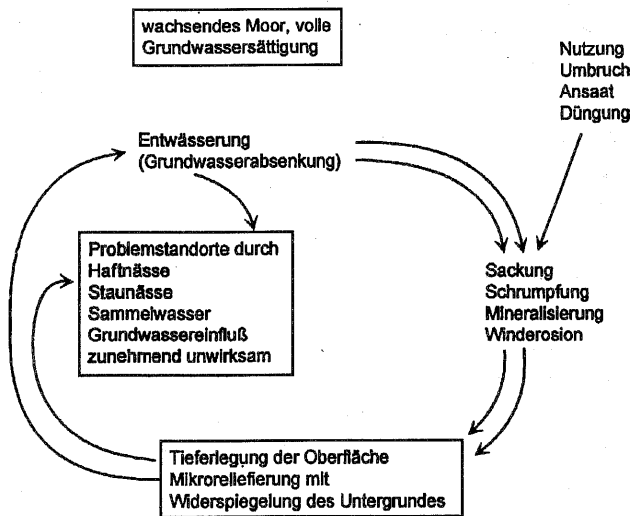 wachsendes Moor, volle
Grundwassersättigung
Nutzung
Umbruch
Ansaat
Düngung
Entwässerung
(Grundwasserabsenkung)
Problemstandorte durch
Haftnässe
Staunässe
Sammelwasser
Grundwassereinfluß
zunehmend unwirksam
Sackung
Schrumpfung
Mineralisierung
Winderosion
Tieferlegung der Oberfläche
Mikroreliefierung mit
Widerspiegelung des Untergrundes